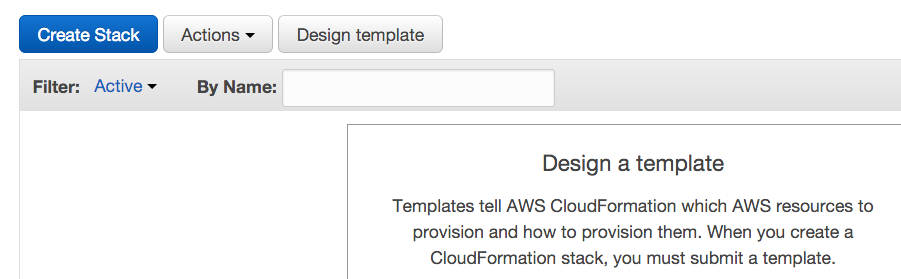 Create Stack Actions Design template
Filter: Active By Name:
Design a template
Templates tell AWS CloudFormation which AWS resources to
provision and how to provision them. When you create a
CloudFormation stack, you must submit a template.